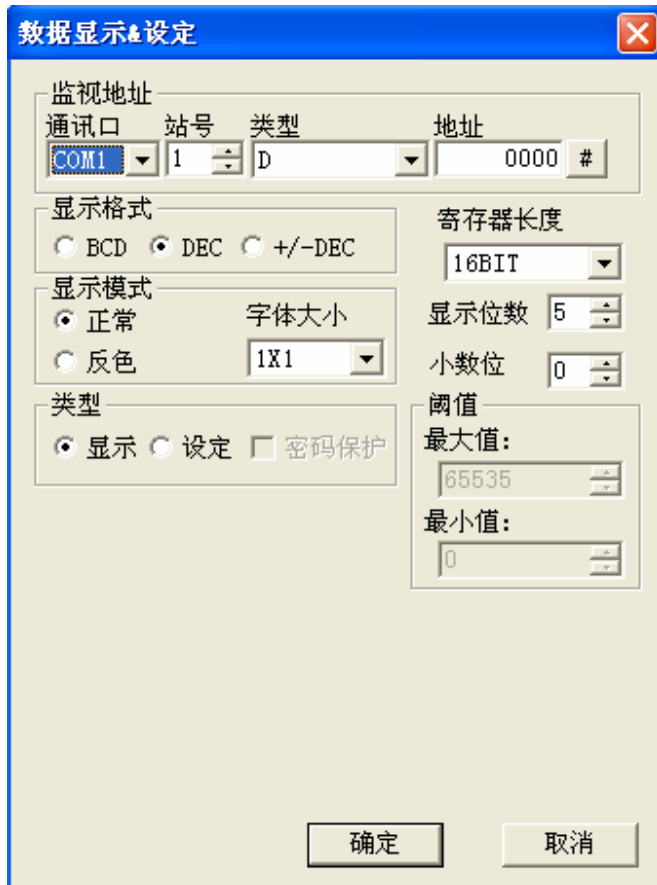 数据显示&设定
监视地址
通讯口 站号 类型 地址
COM1 1 D 0000 #
显示格式
BCD DEC +/-DEC
寄存器长度
16BIT
显示模式
正常 字体大小
反色 1X1
显示位数 5
小数位 0
类型
显示 设定 密码保护
阈值
最大值：
65535
最小值：
0
确定 取消